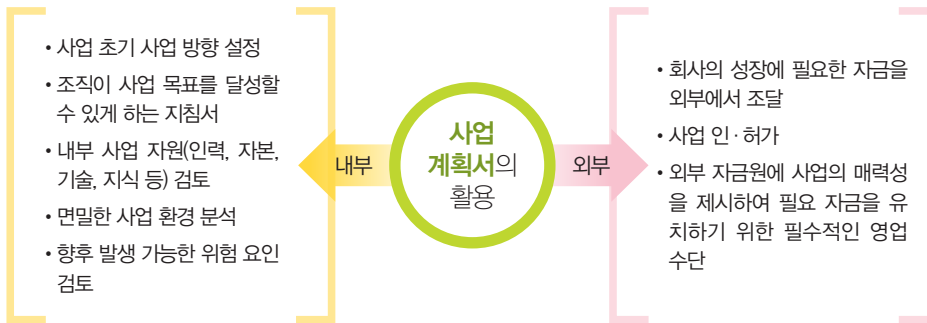 • 사업 초기 사업 방향 설정
• 조직이 사업 목표를 달성할
수 있게 하는 지침서
• 내부 사업 자원(인력, 자본,
기술, 지식 등) 검토
• 면밀한 사업 환경 분석
• 향후 발생 가능한 위험 요인
검토
내부
사업
계획서의
활용
외부
• 회사의 성장에 필요한 자금을
외부에서 조달
• 사업 인·허가
• 외부 자금원에 사업의 매력성
을 제시하여 필요 자금을 유
치하기 위한 필수적인 영업
수단